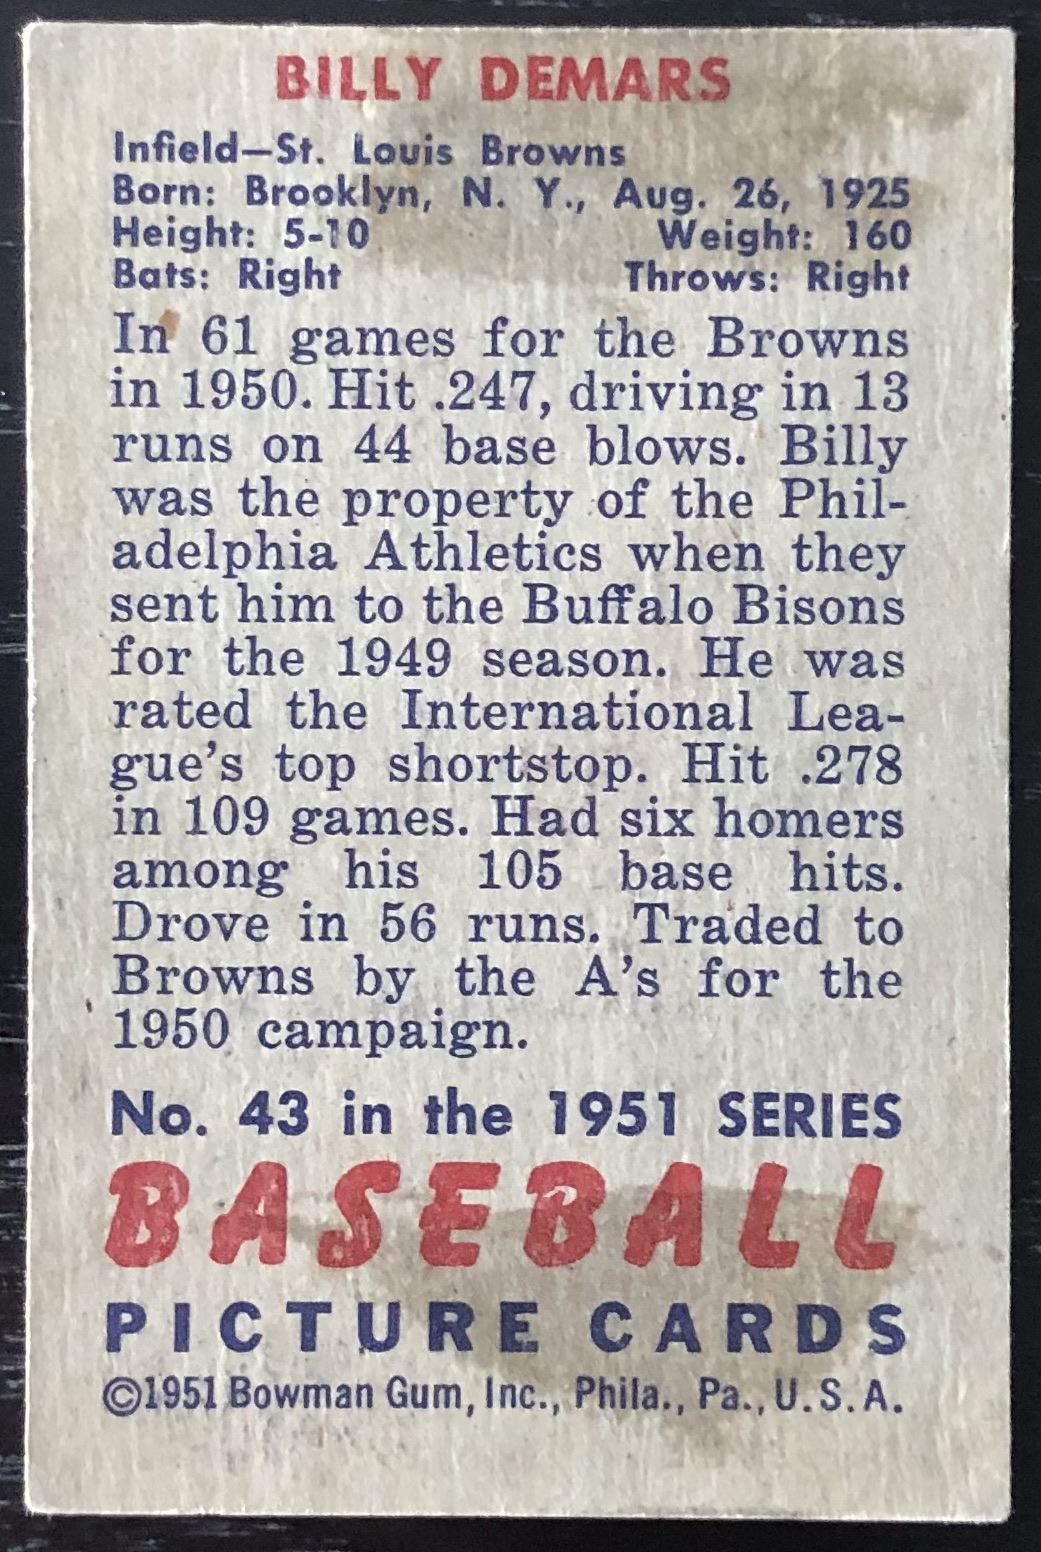 BILLY DEMARS
Infield—St. Louis Browns
Born: Brooklyn, N. Y., Aug. 26, 1925
Height: 5-10 Weight: 160
Bats: Right Throws: Right
In 61 games for the Browns
in 1950. Hit .247, driving in 13
runs on 44 base blows. Billy
was the property of the Phil-
adelphia Athletics when they
sent him to the Buffalo Bisons
for the 1949 season. He was
rated the International Lea-
gue's top shortstop. Hit .278
in 109 games. Had six homers
among his 105 base hits.
Drove in 56 runs. Traded to
Browns by the A's for the
1950 campaign.
No. 43 in the 1951 SERIES
BASEBALL
PICTURE CARDS
©1951 Bowman Gum, Inc., Phila., Pa., U. S. A.